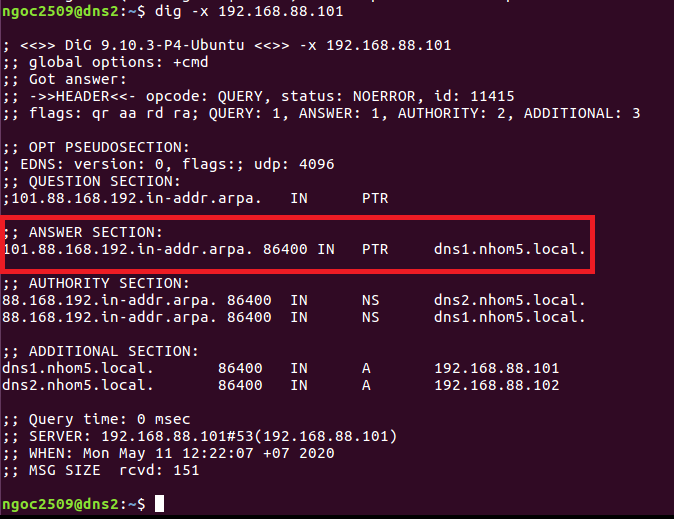 ngoc2509@dns2:~$ dig -x 192.168.88.101

; <<>> DiG 9.10.3-P4-Ubuntu <<>> -x 192.168.88.101
;; global options: +cmd
;; Got answer:
;; ->>HEADER<<- opcode: QUERY, status: NOERROR, id: 11415
;; flags: qr aa rd ra; QUERY: 1, ANSWER: 1, AUTHORITY: 2, ADDITIONAL: 3

;; OPT PSEUDOSECTION:
; EDNS: version: 0, flags:; udp: 4096
;; QUESTION SECTION:
;101.88.168.192.in-addr.arpa.   IN      PTR

;; ANSWER SECTION:
101.88.168.192.in-addr.arpa. 86400 IN   PTR     dns1.nhom5.local.

;; AUTHORITY SECTION:
88.168.192.in-addr.arpa. 86400  IN      NS      dns2.nhom5.local.
88.168.192.in-addr.arpa. 86400  IN      NS      dns1.nhom5.local.

;; ADDITIONAL SECTION:
dns1.nhom5.local.       86400   IN      A       192.168.88.101
dns2.nhom5.local.       86400   IN      A       192.168.88.102

;; Query time: 0 msec
;; SERVER: 192.168.88.101#53(192.168.88.101)
;; WHEN: Mon May 11 12:22:07 +07 2020
;; MSG SIZE  rcvd: 151

ngoc2509@dns2:~$